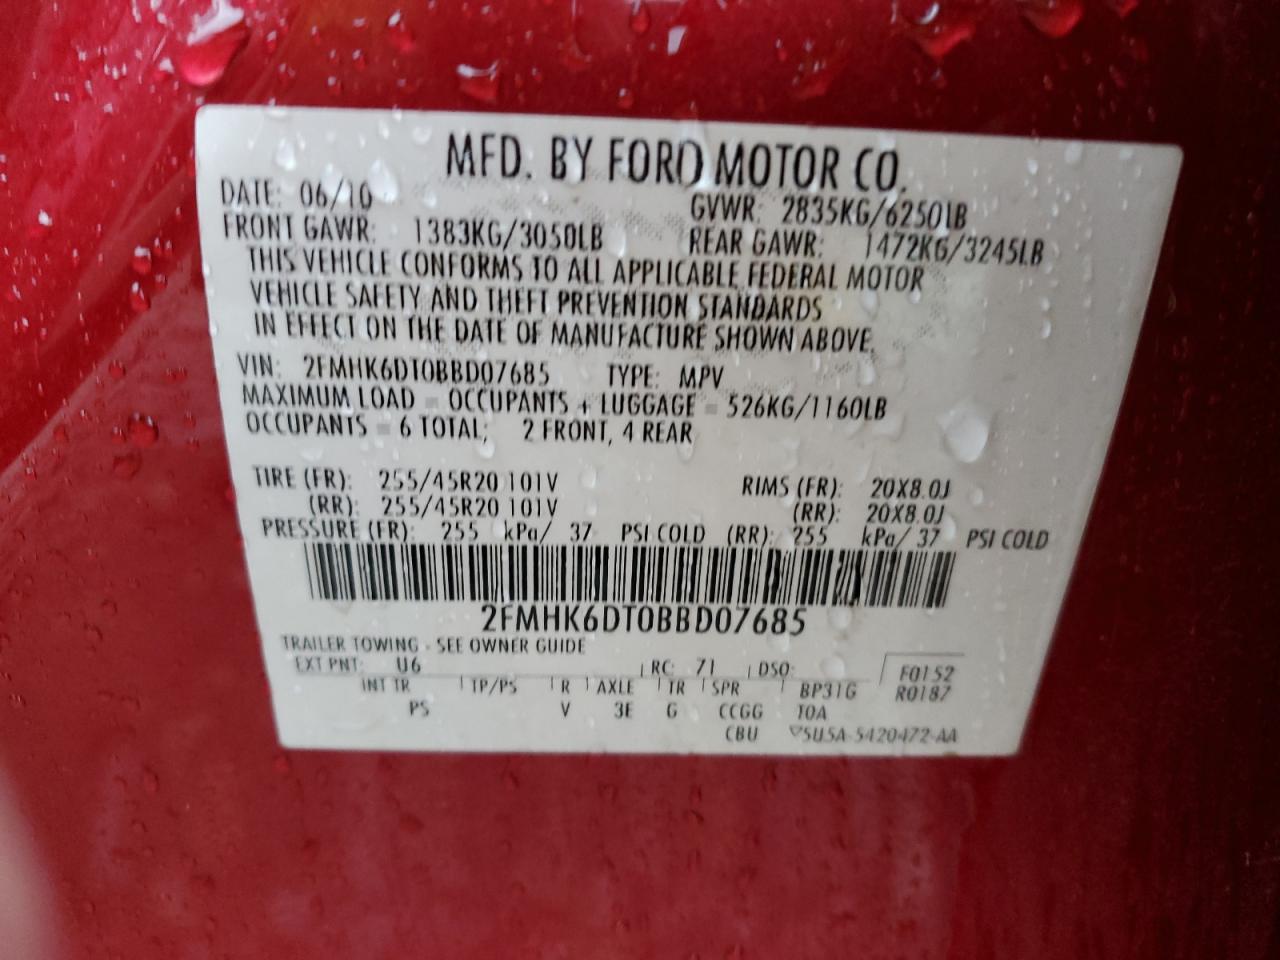 MFD. BY FORD MOTOR CO.
DATE: 06/10 GVWR: 2835KG/6250LB
FRONT GAWR: 1383KG/3050LB REAR GAWR: 1472KG/3245LB
THIS VEHICLE CONFORMS TO ALL APPLICABLE FEDERAL MOTOR
VEHICLE SAFETY AND THEFT PREVENTION STANDARDS
IN EFFECT ON THE DATE OF MANUFACTURE SHOWN ABOVE.
VIN: 2FMHK6DT0BBD07685 TYPE: MPV
MAXIMUM LOAD = OCCUPANTS + LUGGAGE = 526KG/1160LB
OCCUPANTS = 6 TOTAL; 2 FRONT, 4 REAR
TIRE (FR): 255/45R20 101V RIMS (FR): 20X8.0J
(RR): 255/45R20 101V (RR): 20X8.0J
PRESSURE (FR): 255 kPa/ 37 PSI COLD (RR): 255 kPa/ 37 PSI COLD
2FMHK6DT0BBD07685
TRAILER TOWING - SEE OWNER GUIDE
EXT PNT: U6 RC: 71 DSO: F0152
INT TR TP/PS R AXLE TR SPR BP31G R0187
PS V 3E G CCGG T0A
CBU ▽5U5A-5420472-AA